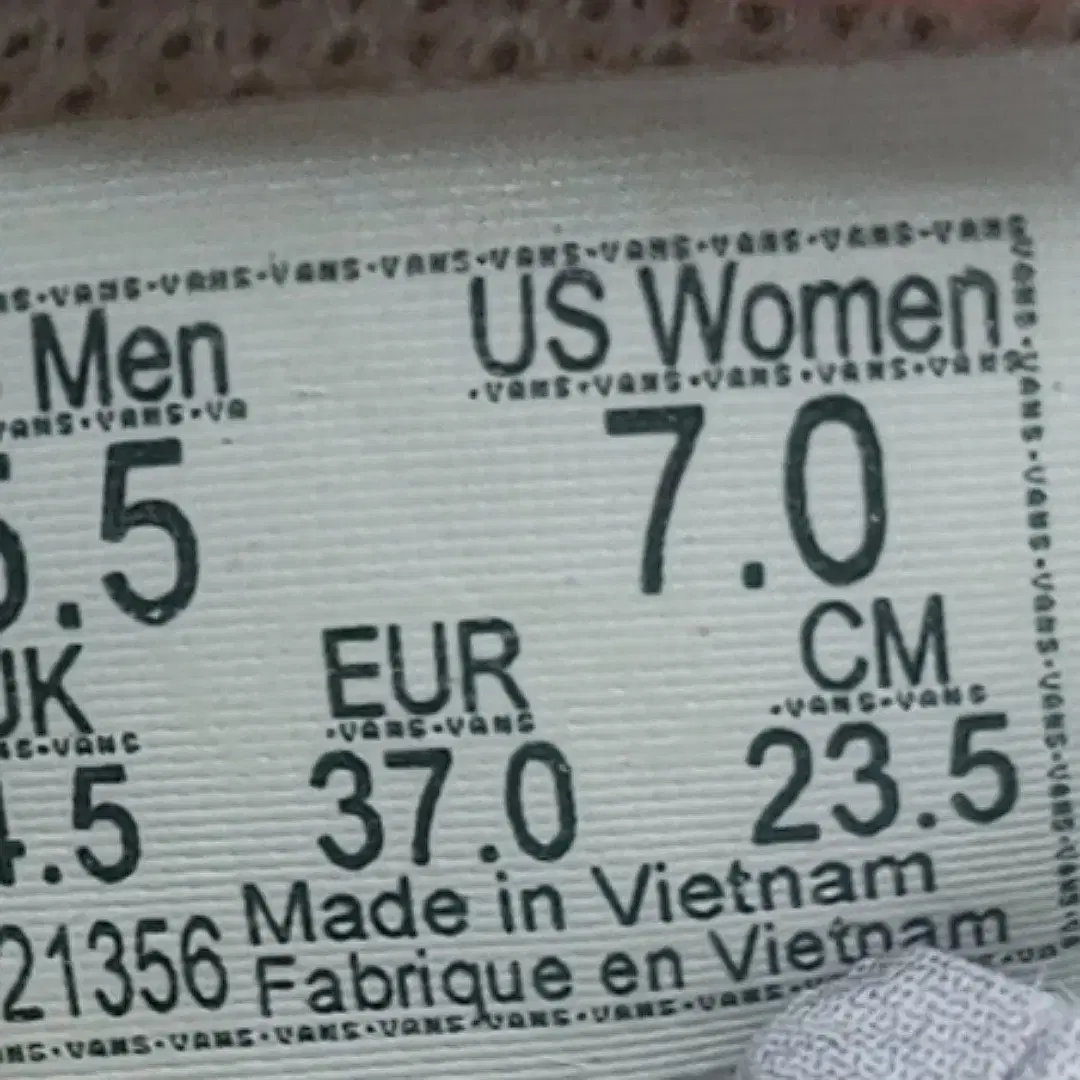 Men US Women
5.5 7.0
UK EUR CM
.5 37.0 23.5
21356 Made in Vietnam
Fabrique en Vietnam